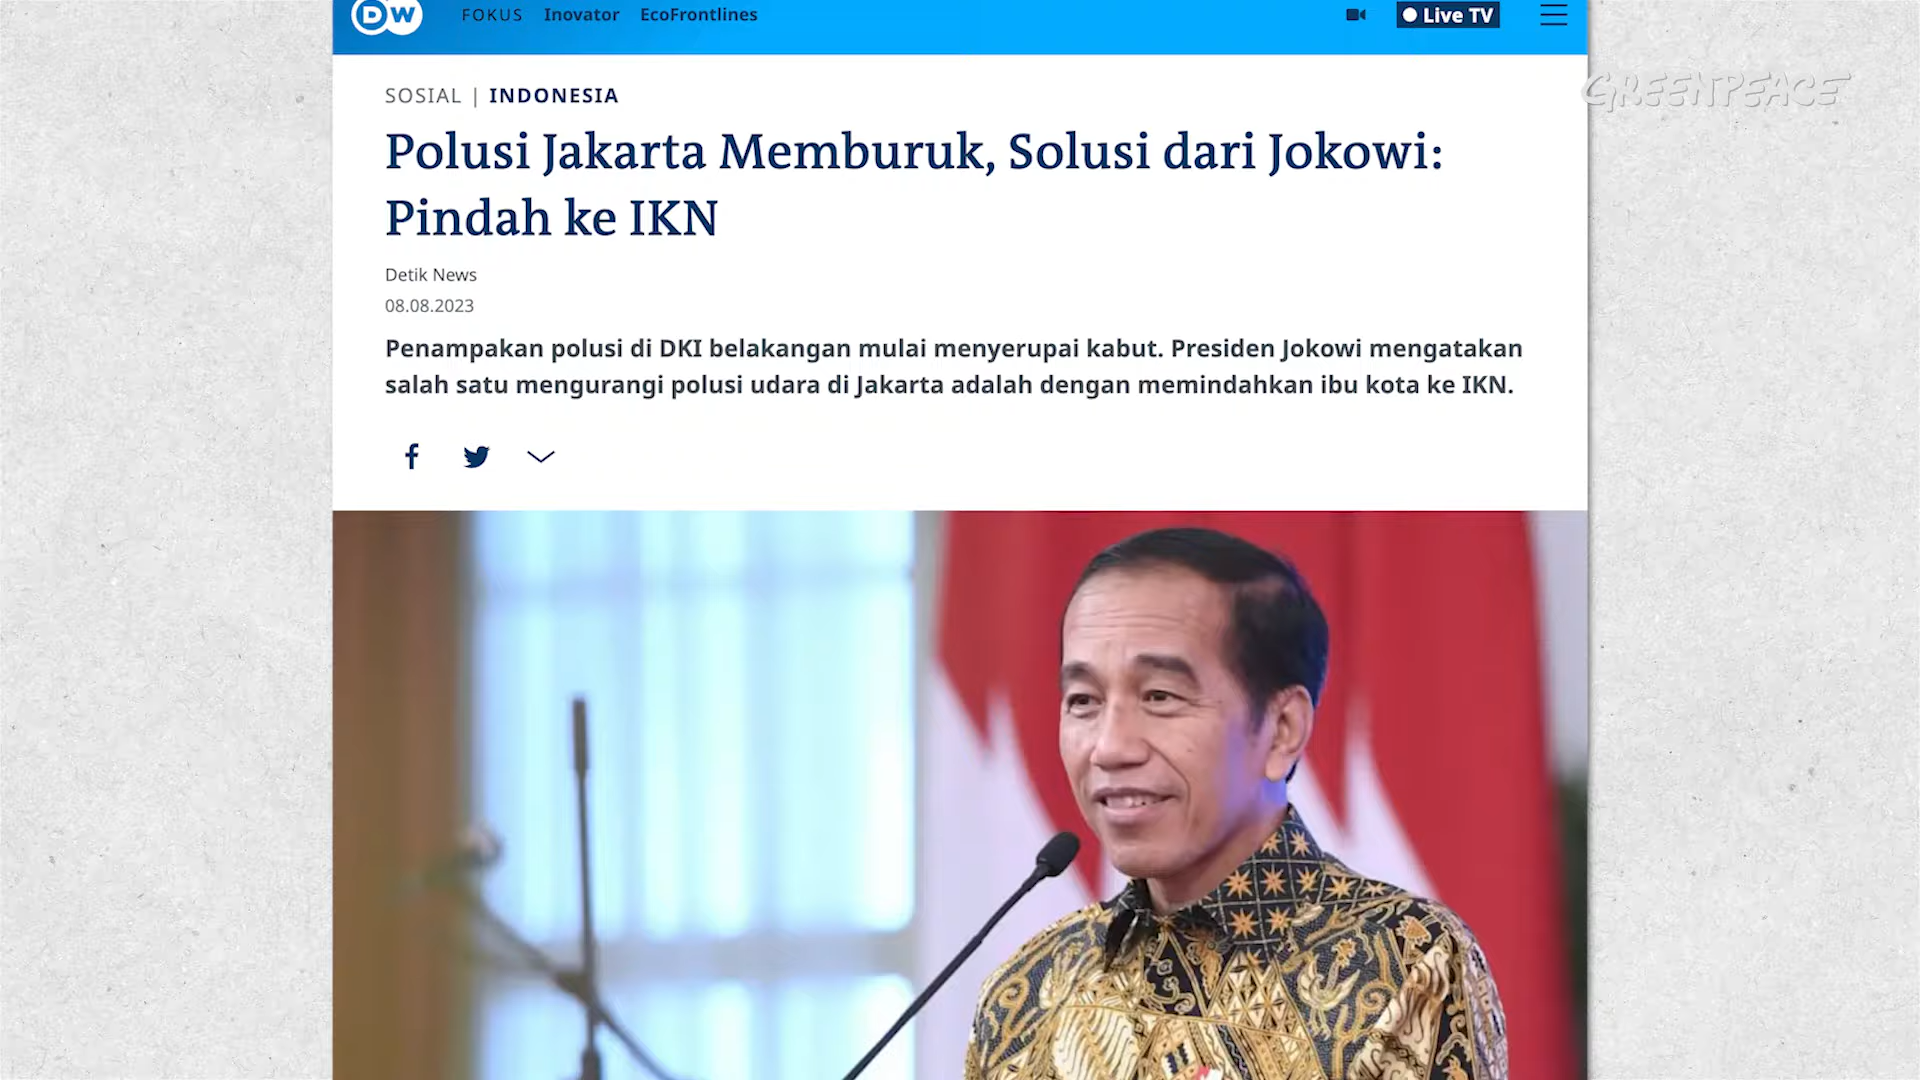 DW FOKUS Inovator EcoFrontlines Live TV
GREENPEACE
SOSIAL | INDONESIA
Polusi Jakarta Memburuk, Solusi dari Jokowi:
Pindah ke IKN
Detik News
08.08.2023
Penampakan polusi di DKI belakangan mulai menyerupai kabut. Presiden Jokowi mengatakan
salah satu mengurangi polusi udara di Jakarta adalah dengan memindahkan ibu kota ke IKN.